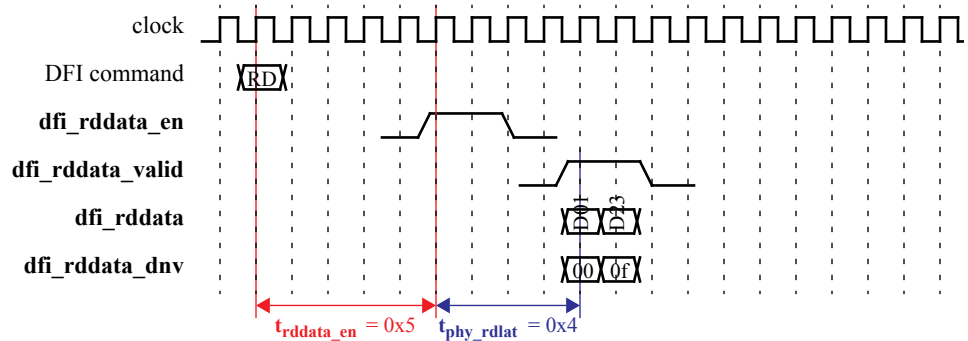 clock
DFI command
RD
dfi_rddata_en
dfi_rddata_valid
dfi_rddata
D01
D23
dfi_rddata_dnv
00
0f
trddata_en = 0x5
tphy_rdlat = 0x4